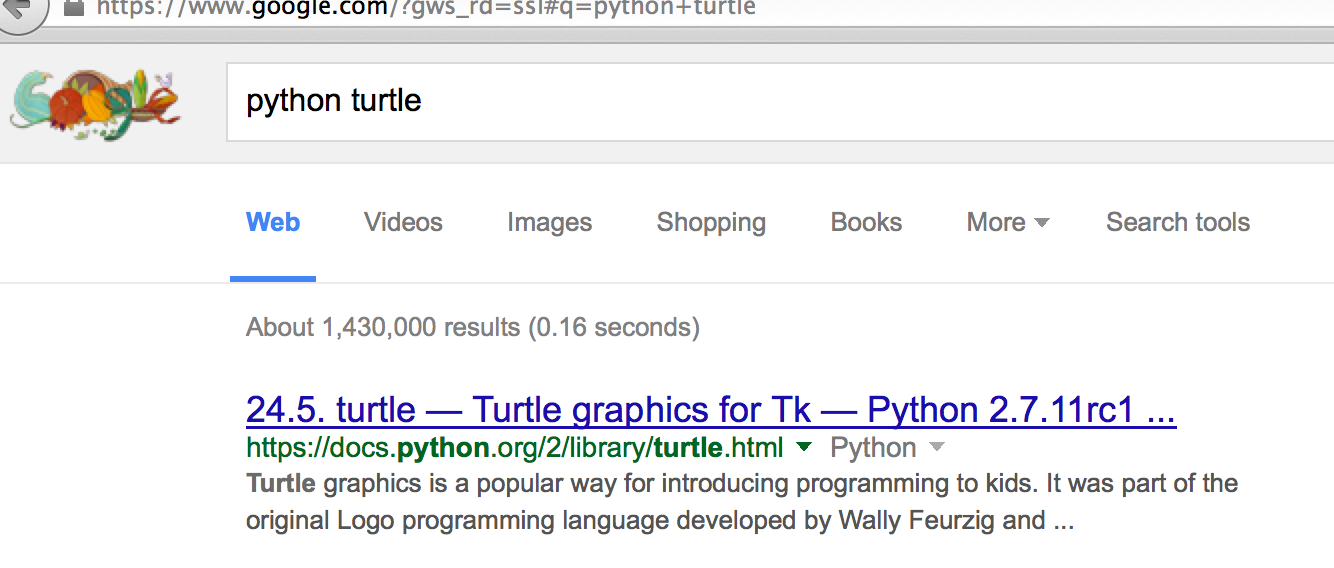 https://www.google.com/?gws_rd=ssl#q=python+turtle
Google
python turtle
Web Videos Images Shopping Books More Search tools
About 1,430,000 results (0.16 seconds)
24.5. turtle — Turtle graphics for Tk — Python 2.7.11rc1 ...
https://docs.python.org/2/library/turtle.html Python
Turtle graphics is a popular way for introducing programming to kids. It was part of the
original Logo programming language developed by Wally Feurzig and ...